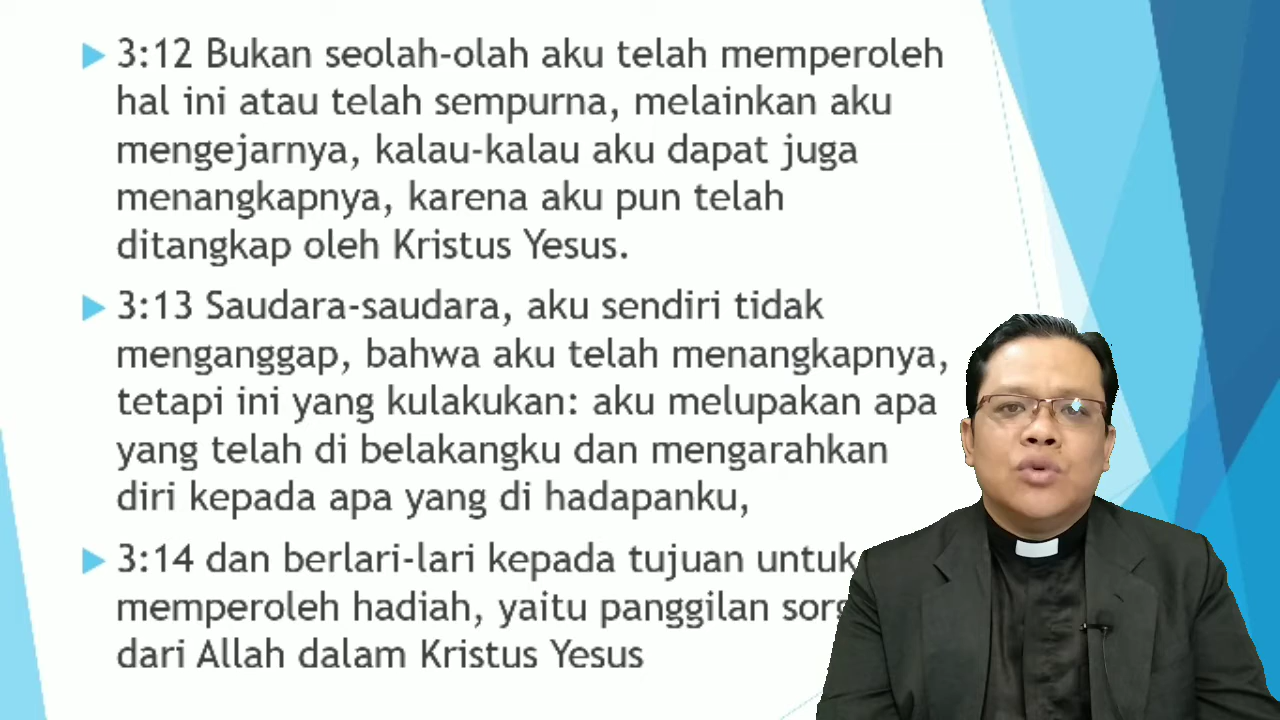 3:12 Bukan seolah-olah aku telah memperoleh
hal ini atau telah sempurna, melainkan aku
mengejarnya, kalau-kalau aku dapat juga
menangkapnya, karena aku pun telah
ditangkap oleh Kristus Yesus.
3:13 Saudara-saudara, aku sendiri tidak
menganggap, bahwa aku telah menangkapnya,
tetapi ini yang kulakukan: aku melupakan apa
yang telah di belakangku dan mengarahkan
diri kepada apa yang di hadapanku,
3:14 dan berlari-lari kepada tujuan untuk
memperoleh hadiah, yaitu panggilan
dari Allah dalam Kristus Yesus